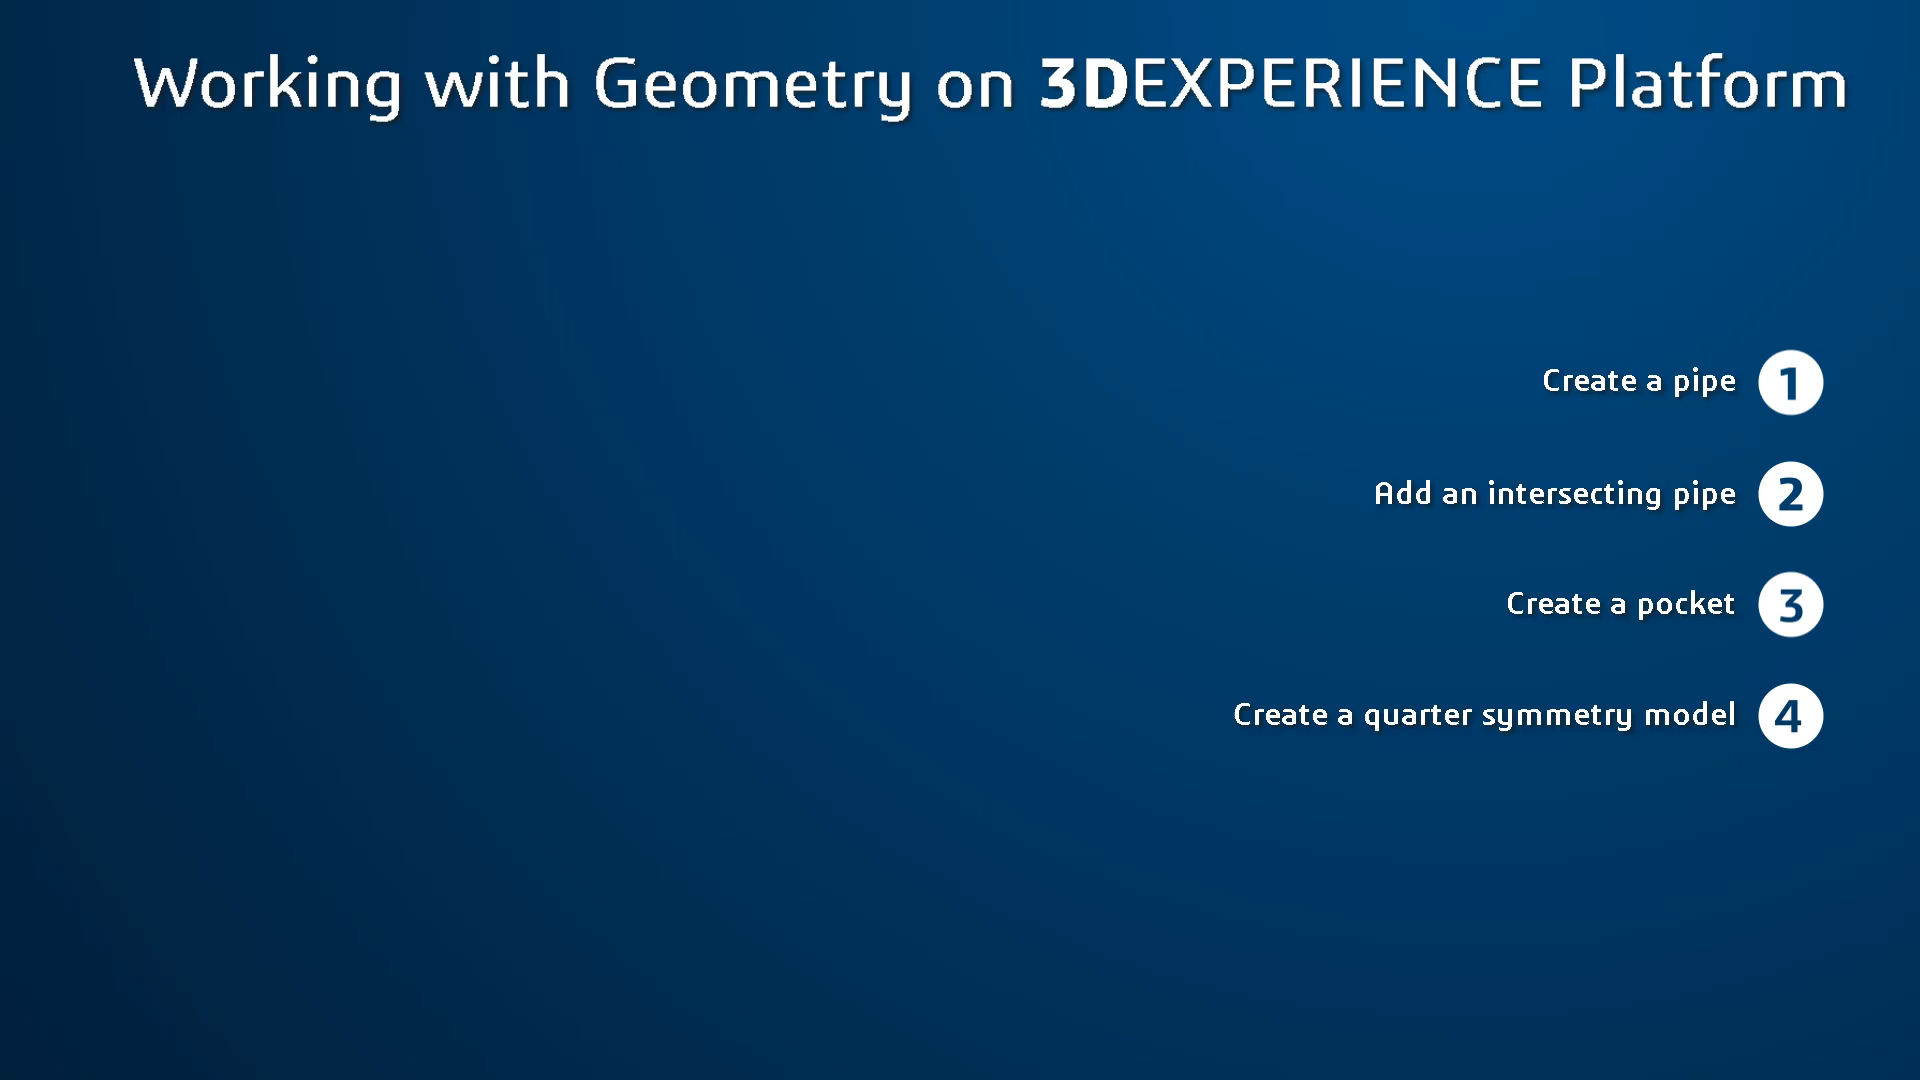 Working with Geometry on 3DEXPERIENCE Platform
Create a pipe 1
Add an intersecting pipe 2
Create a pocket 3
Create a quarter symmetry model 4